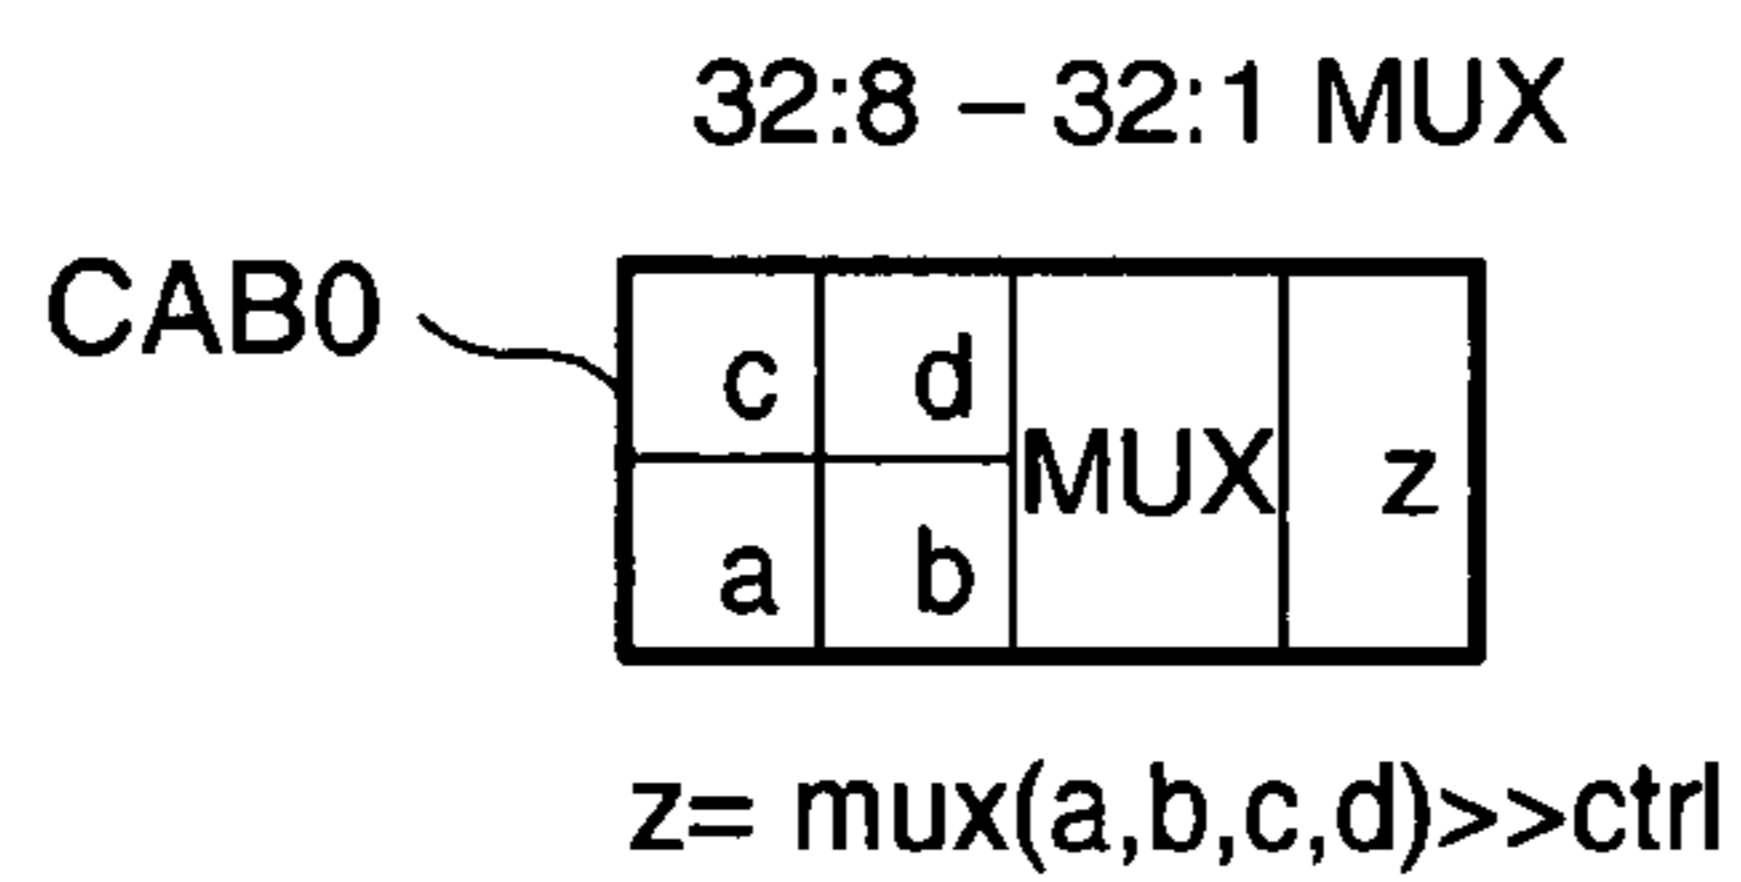 32:8 – 32:1 MUX
CAB0
c d
MUX z
a b
z= mux(a,b,c,d)>>ctrl